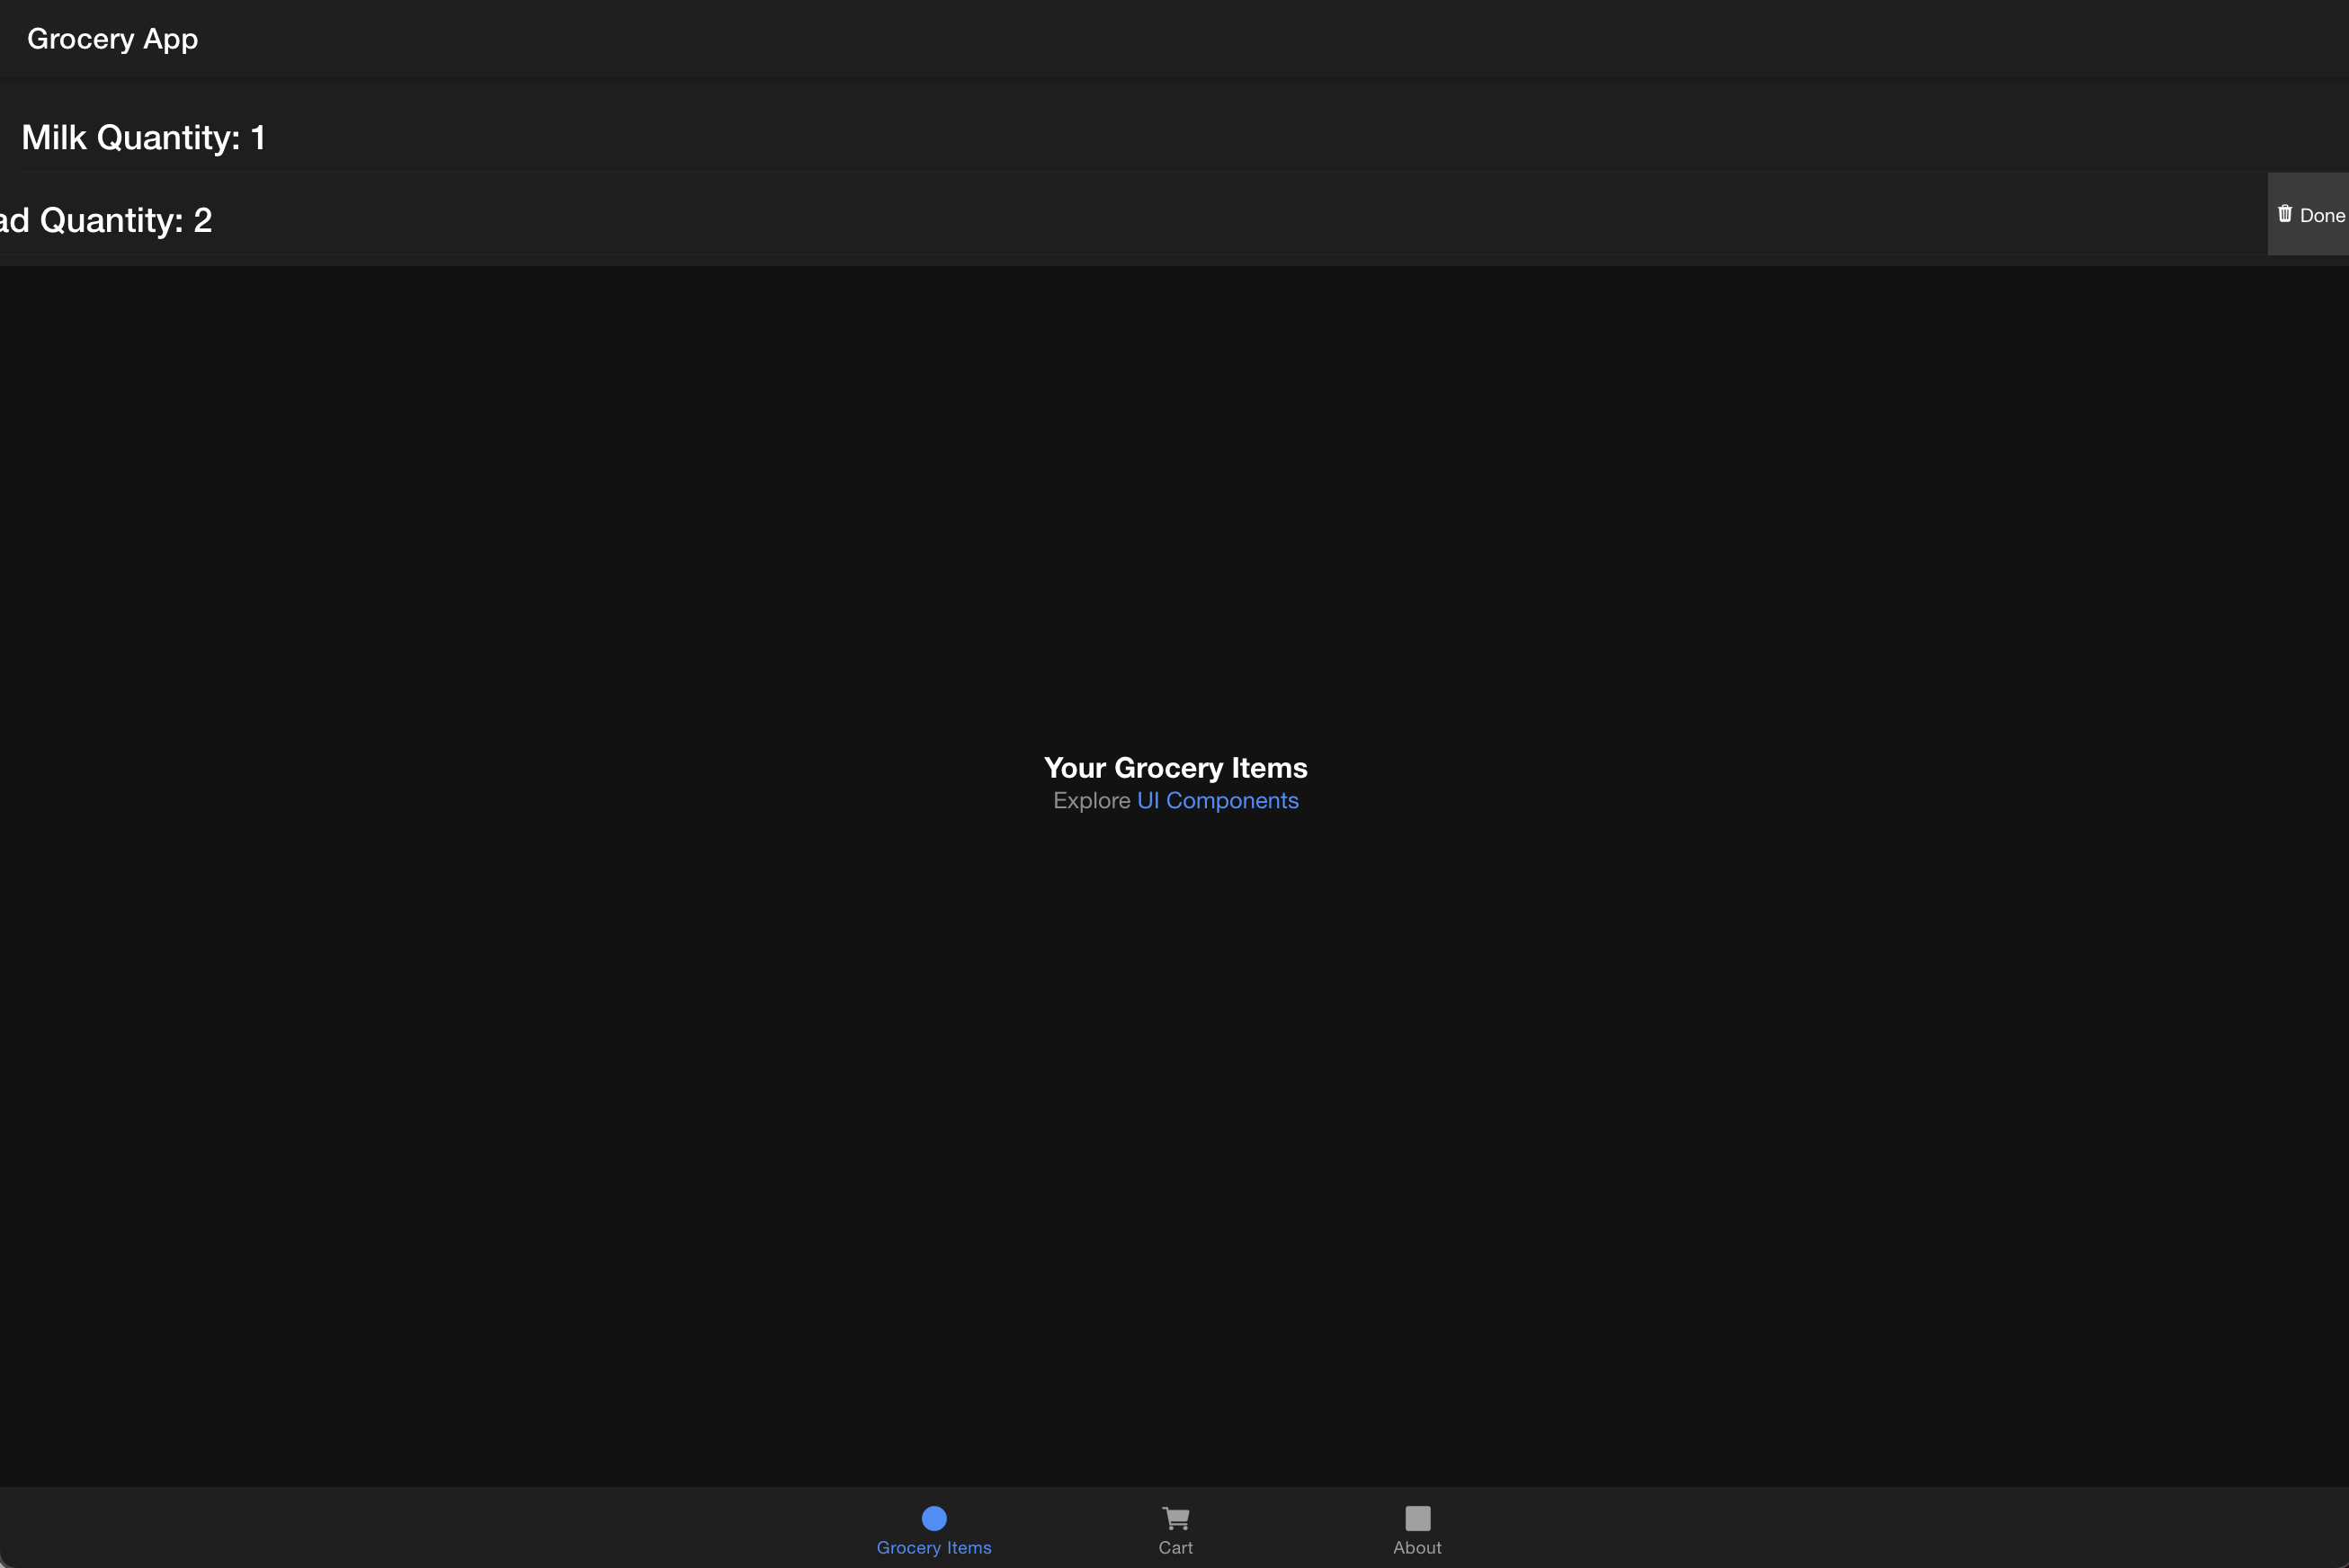 Grocery App
Milk Quantity: 1
ad Quantity: 2
Done
Your Grocery Items
Explore UI Components
Grocery Items
Cart
About